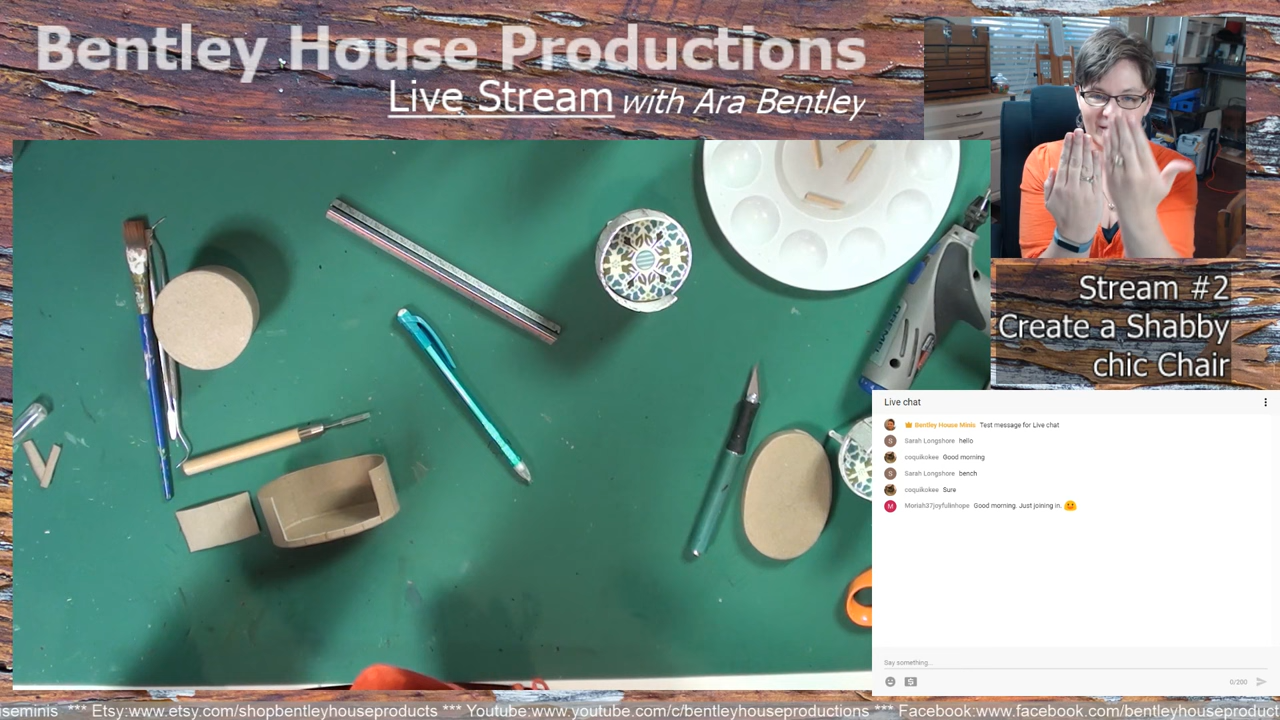 Bentley House Productions
Live Stream with Ara Bentley
Stream #2
Create a Shabby
chic Chair
Live chat
Bentley House Minis Test message for Live chat
Sarah Longshore hello
coquikokee Good morning
Sarah Longshore bench
coquikokee Sure
M Moriah37joyfullnhope Good morning. Just joining in.
Say something...
0/200
iseminis *** Etsy:www.etsy.com/shopbentleyhouseproducts *** Youtube:www.youtube.com/c/bentleyhouseproductions *** Facebook:www.facebook.com/bentleyhouseproduct